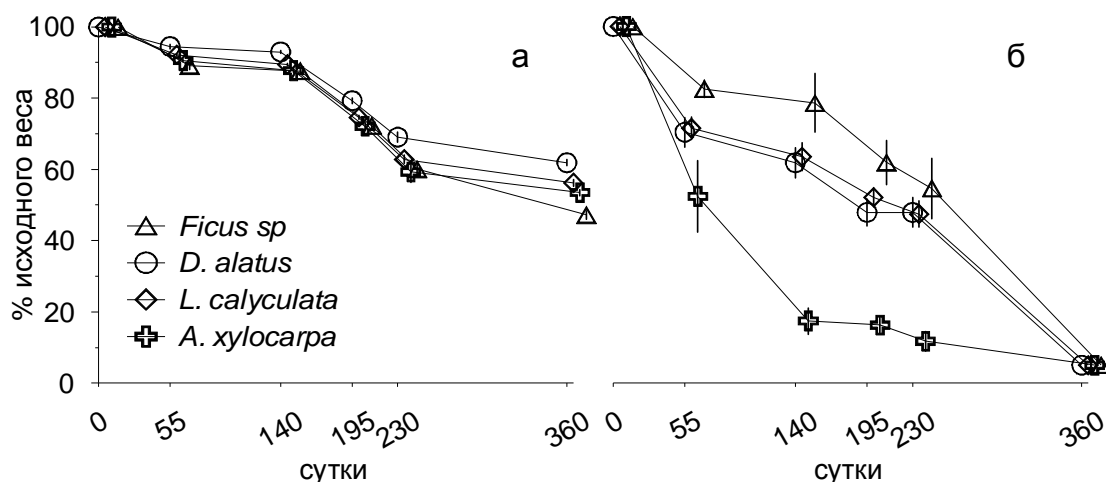 % исходного веса
100
80
60
40
20
0
а
Ficus sp
D. alatus
L. calyculata
A. xylocarpa
0
55
140
195
230
360
сутки
б
0
55
140
195
230
360
сутки